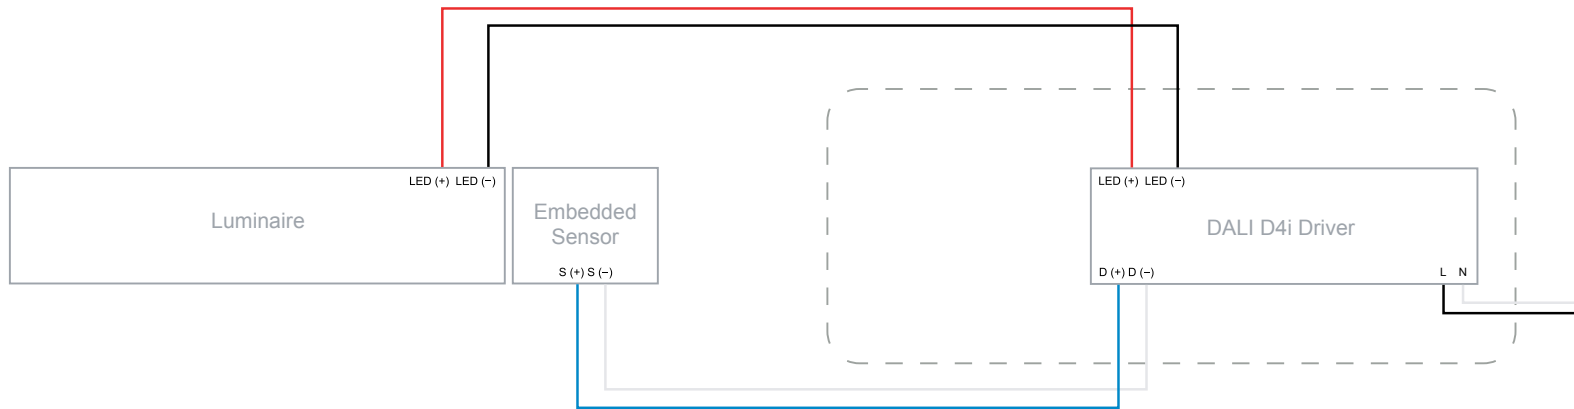 LED (+) LED (−)
Luminaire
Embedded
Sensor
S (+) S (−)
LED (+) LED (−)
DALI D4i Driver
D (+) D (−)
L N